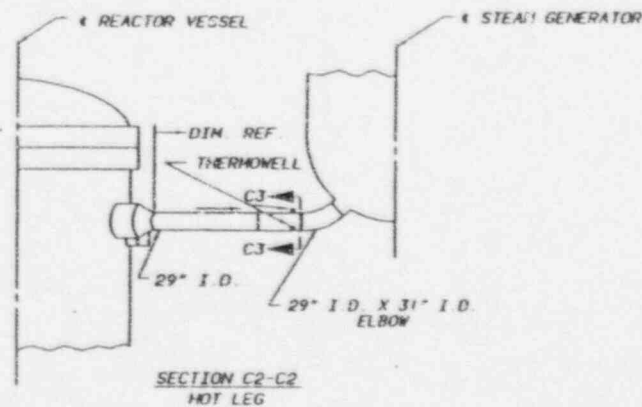 ℄ REACTOR VESSEL
℄ STEAM GENERATOR
DIM. REF.
THERMOWELL
C3
C3
29" I.D.
29" I.D. X 31" I.D.
ELBOW
SECTION C2-C2
HOT LEG